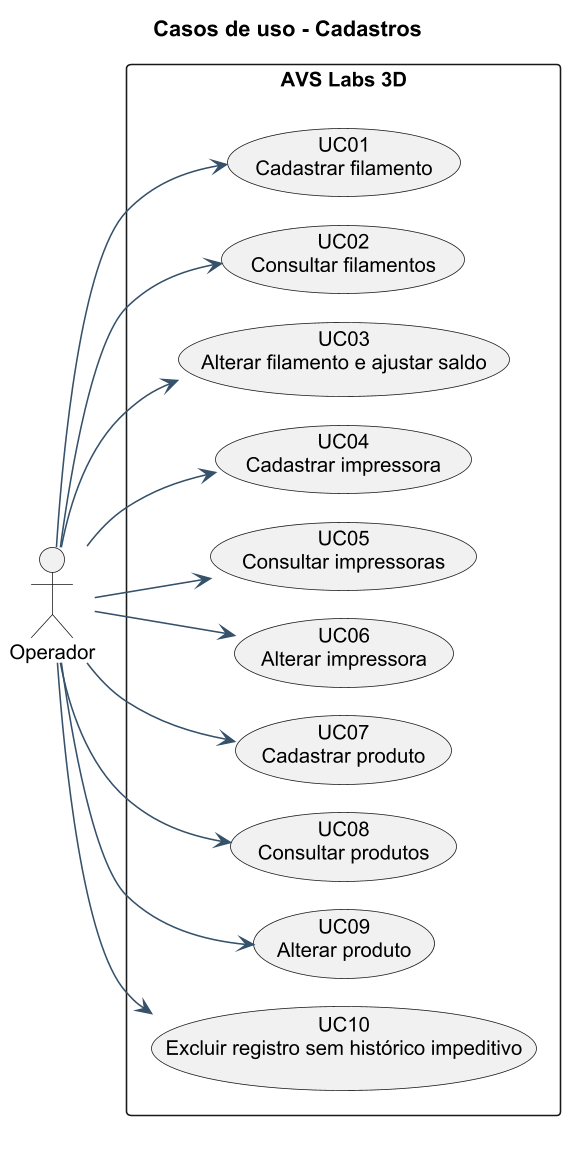 Casos de uso - Cadastros
AVS Labs 3D
UC01
Cadastrar filamento
UC02
Consultar filamentos
UC03
Alterar filamento e ajustar saldo
UC04
Cadastrar impressora
UC05
Consultar impressoras
Operador
UC06
Alterar impressora
UC07
Cadastrar produto
UC08
Consultar produtos
UC09
Alterar produto
UC10
Excluir registro sem histórico impeditivo